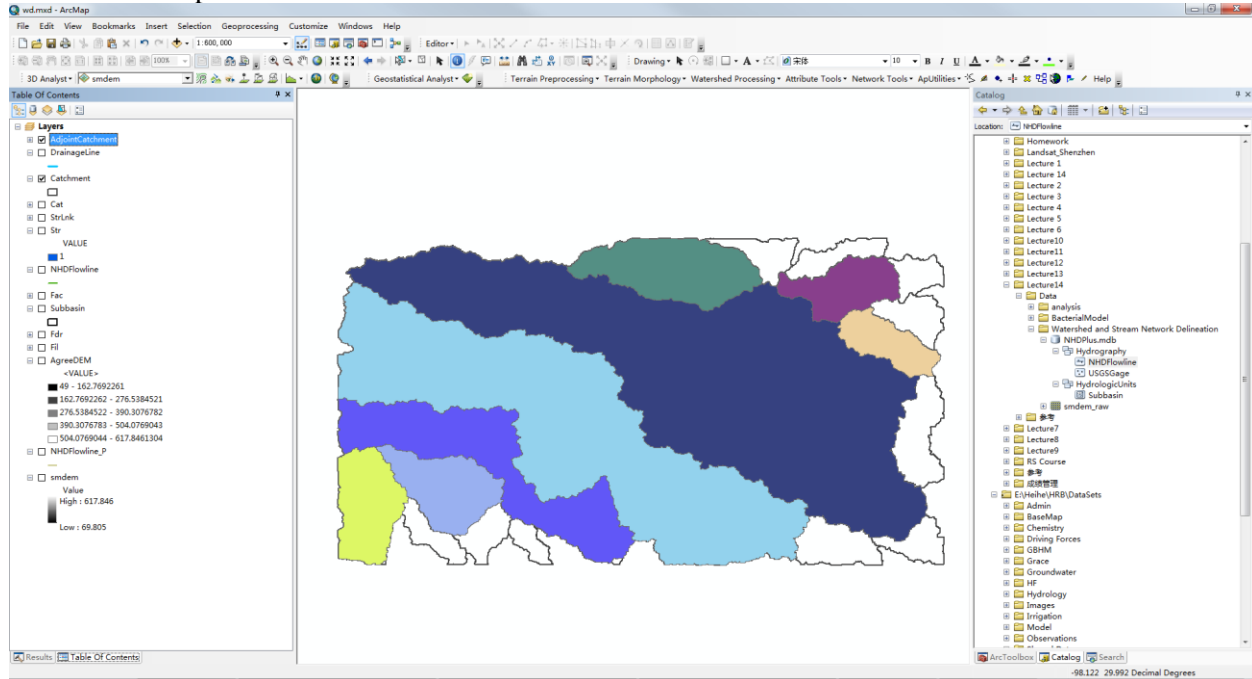 wd.mxd - ArcMap
File Edit View Bookmarks Insert Selection Geoprocessing Customize Windows Help
1:600,000
Editor
100%
Drawing A 宋体 10 B I U A
3D Analyst smdem Geostatistical Analyst Terrain Preprocessing Terrain Morphology Watershed Processing Attribute Tools Network Tools ApUtilities Help
Table Of Contents
Layers
AdjointCatchment
DrainageLine
Catchment
Cat
StrLnk
Str
VALUE
1
NHDFlowline
Fac
Subbasin
Fdr
Fil
AgreeDEM
<VALUE>
49 - 162.7692261
162.7692262 - 276.5384521
276.5384522 - 390.3076782
390.3076783 - 504.0769043
504.0769044 - 617.8461304
NHDFlowline_P
smdem
Value
High : 617.846
Low : 69.805
Results Table Of Contents
Catalog
Location: NHDFlowline
Homework
Landsat_Shenzhen
Lecture 1
Lecture 14
Lecture 2
Lecture 3
Lecture 4
Lecture 5
Lecture 6
Lecture10
Lecture11
Lecture12
Lecture13
Lecture14
Data
analysis
BacterialModel
Watershed and Stream Network Delineation
NHDPlus.mdb
Hydrography
NHDFlowline
USGSGage
HydrologicUnits
Subbasin
smdem_raw
参考
Lecture7
Lecture8
Lecture9
RS Course
参考
成绩管理
E:\Heihe\HRB\DataSets
Admin
BaseMap
Chemistry
Driving Forces
GBHM
Grace
Groundwater
HF
Hydrology
Images
Irrigation
Model
Observations
ArcToolbox Catalog Search
-98.122 29.992 Decimal Degrees